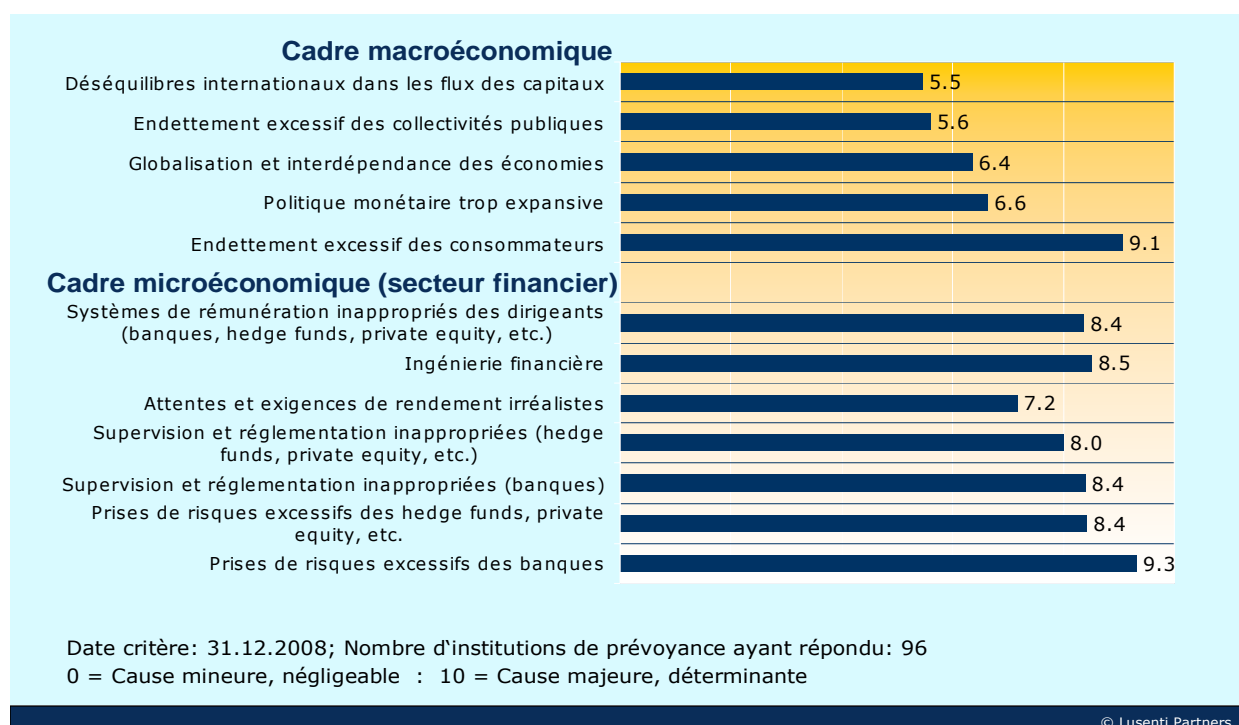 Cadre macroéconomique
Déséquilibres internationaux dans les flux des capitaux 5.5
Endettement excessif des collectivités publiques 5.6
Globalisation et interdépendance des économies 6.4
Politique monétaire trop expansive 6.6
Endettement excessif des consommateurs 9.1
Cadre microéconomique (secteur financier)
Systèmes de rémunération inappropriés des dirigeants
(banques, hedge funds, private equity, etc.) 8.4
Ingénierie financière 8.5
Attentes et exigences de rendement irréalistes 7.2
Supervision et réglementation inappropriées (hedge
funds, private equity, etc.) 8.0
Supervision et réglementation inappropriées (banques) 8.4
Prises de risques excessifs des hedge funds, private
equity, etc. 8.4
Prises de risques excessifs des banques 9.3
Date critère: 31.12.2008; Nombre d‘institutions de prévoyance ayant répondu: 96
0 = Cause mineure, négligeable : 10 = Cause majeure, déterminante
© Lusenti Partners